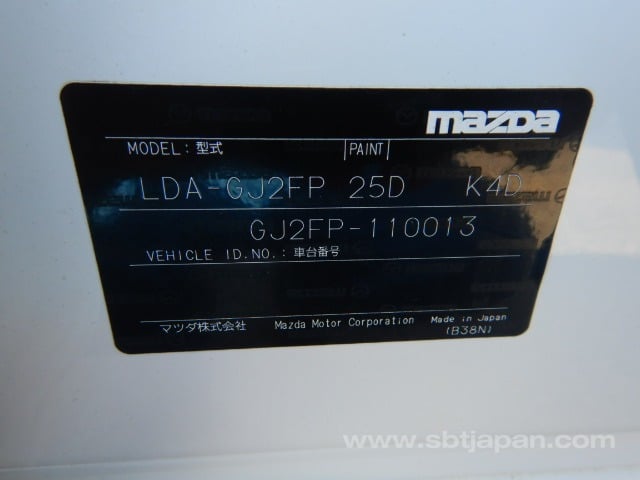 mazda
MODEL: 型式 PAINT
LDA-GJ2FP 25D K4D
GJ2FP-110013
VEHICLE ID.NO.: 車台番号
マツダ株式会社 Mazda Motor Corporation Made in Japan
(B38N)
www.sbtjapan.com